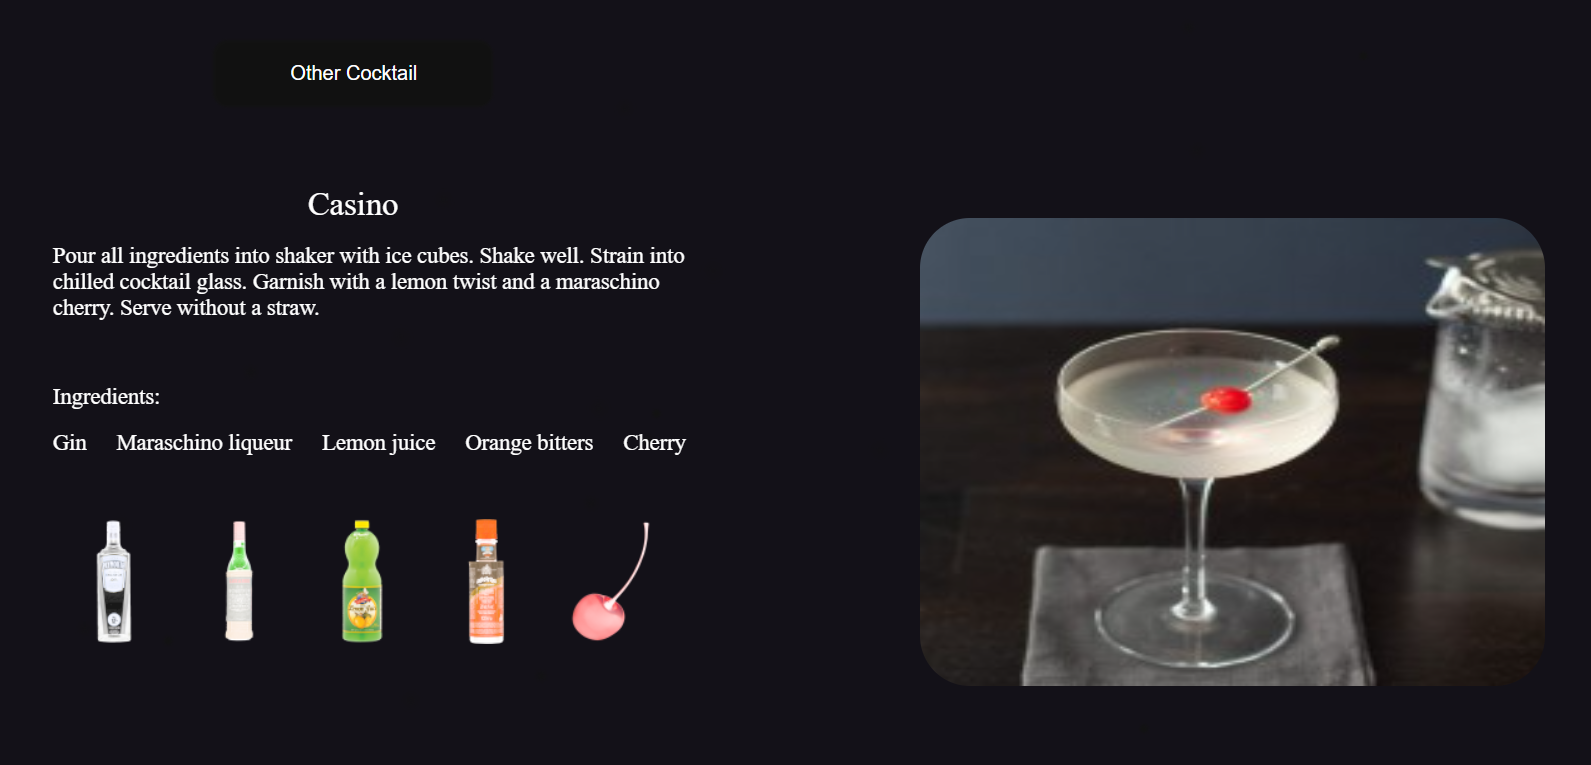 Other Cocktail
Casino
Pour all ingredients into shaker with ice cubes. Shake well. Strain into
chilled cocktail glass. Garnish with a lemon twist and a maraschino
cherry. Serve without a straw.
Ingredients:
Gin Maraschino liqueur Lemon juice Orange bitters Cherry